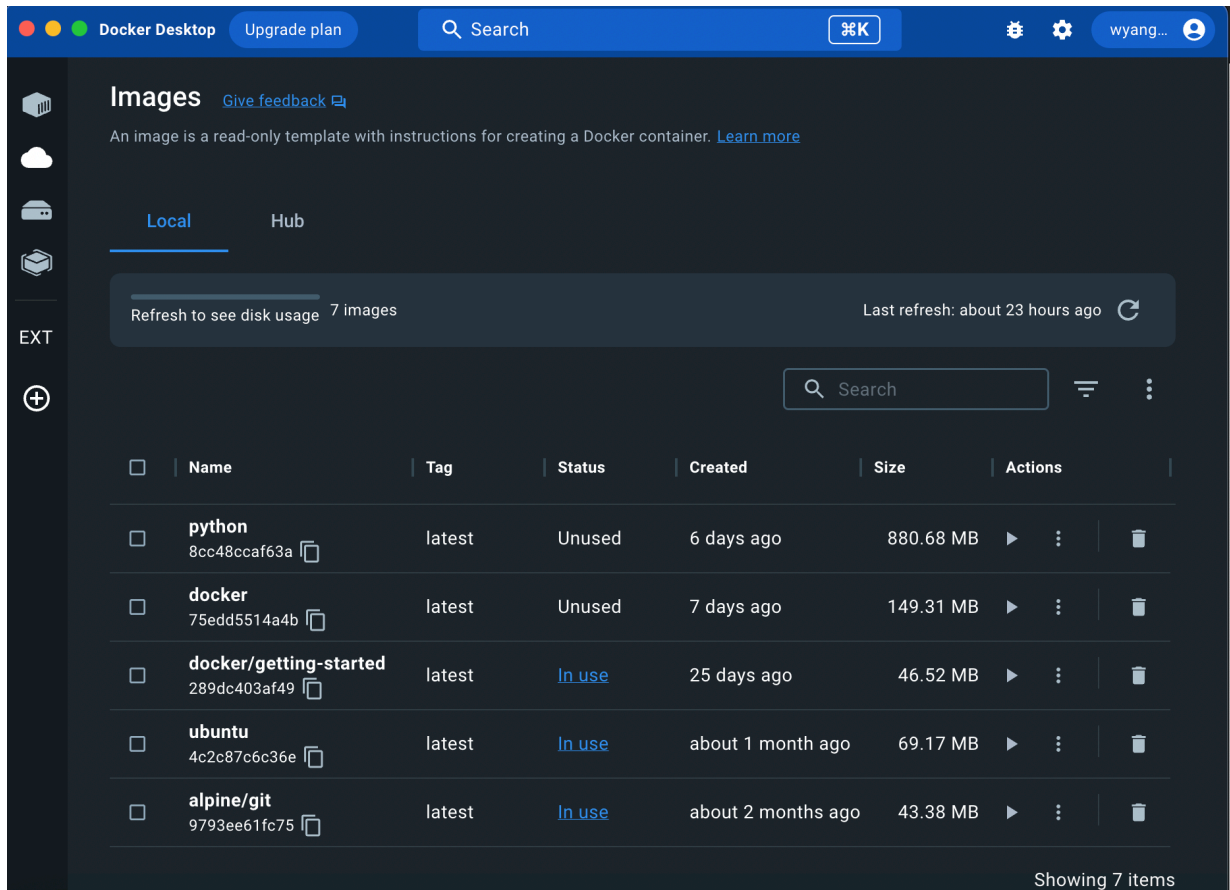 Docker Desktop Upgrade plan Search ⌘K wyang...
Images Give feedback
An image is a read-only template with instructions for creating a Docker container. Learn more
Local Hub
Refresh to see disk usage 7 images Last refresh: about 23 hours ago
EXT
Search
Name Tag Status Created Size Actions
python
8cc48ccaf63a
latest Unused 6 days ago 880.68 MB
docker
75edd5514a4b
latest Unused 7 days ago 149.31 MB
docker/getting-started
289dc403af49
latest In use 25 days ago 46.52 MB
ubuntu
4c2c87c6c36e
latest In use about 1 month ago 69.17 MB
alpine/git
9793ee61fc75
latest In use about 2 months ago 43.38 MB
Showing 7 items